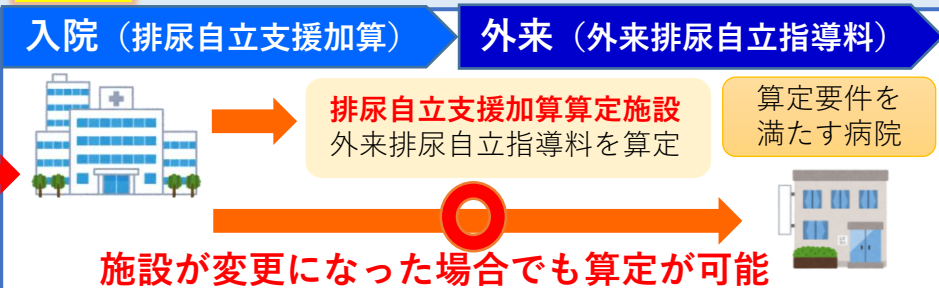 入院（排尿自立支援加算）
外来（外来排尿自立指導料）
排尿自立支援加算算定施設
外来排尿自立指導料を算定
算定要件を
満たす病院
施設が変更になった場合でも算定が可能